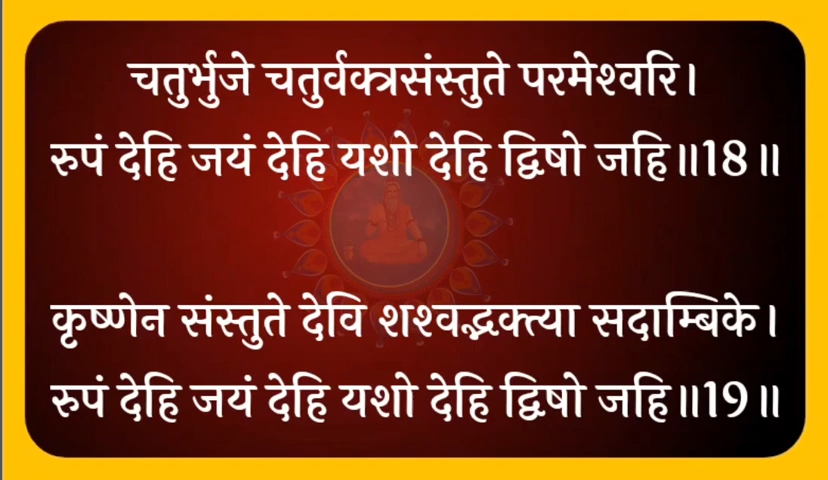 चतुर्भुजे चतुर्वक्त्रसंस्तुते परमेश्वरि।
रुपं देहि जयं देहि यशो देहि द्विषो जहि॥18॥
कृष्णेन संस्तुते देवि शश्वद्भक्त्या सदाम्बिके।
रुपं देहि जयं देहि यशो देहि द्विषो जहि॥19॥